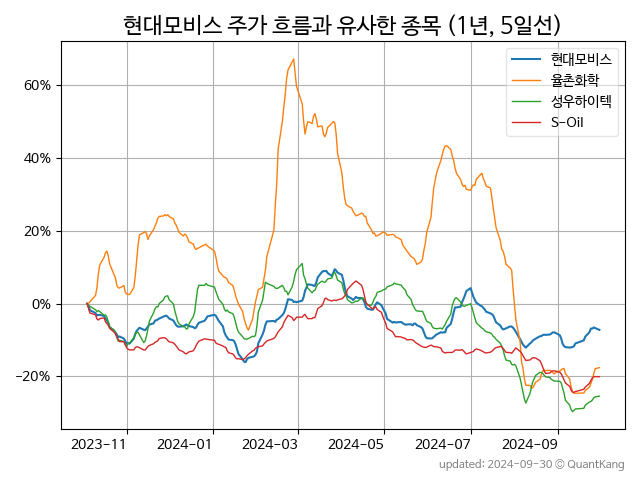 현대모비스 주가 흐름과 유사한 종목 (1년, 5일선)
현대모비스
율촌화학
성우하이텍
S-Oil
60%
40%
20%
0%
−20%
2023-11
2024-01
2024-03
2024-05
2024-07
2024-09
updated: 2024-09-30 © QuantKang